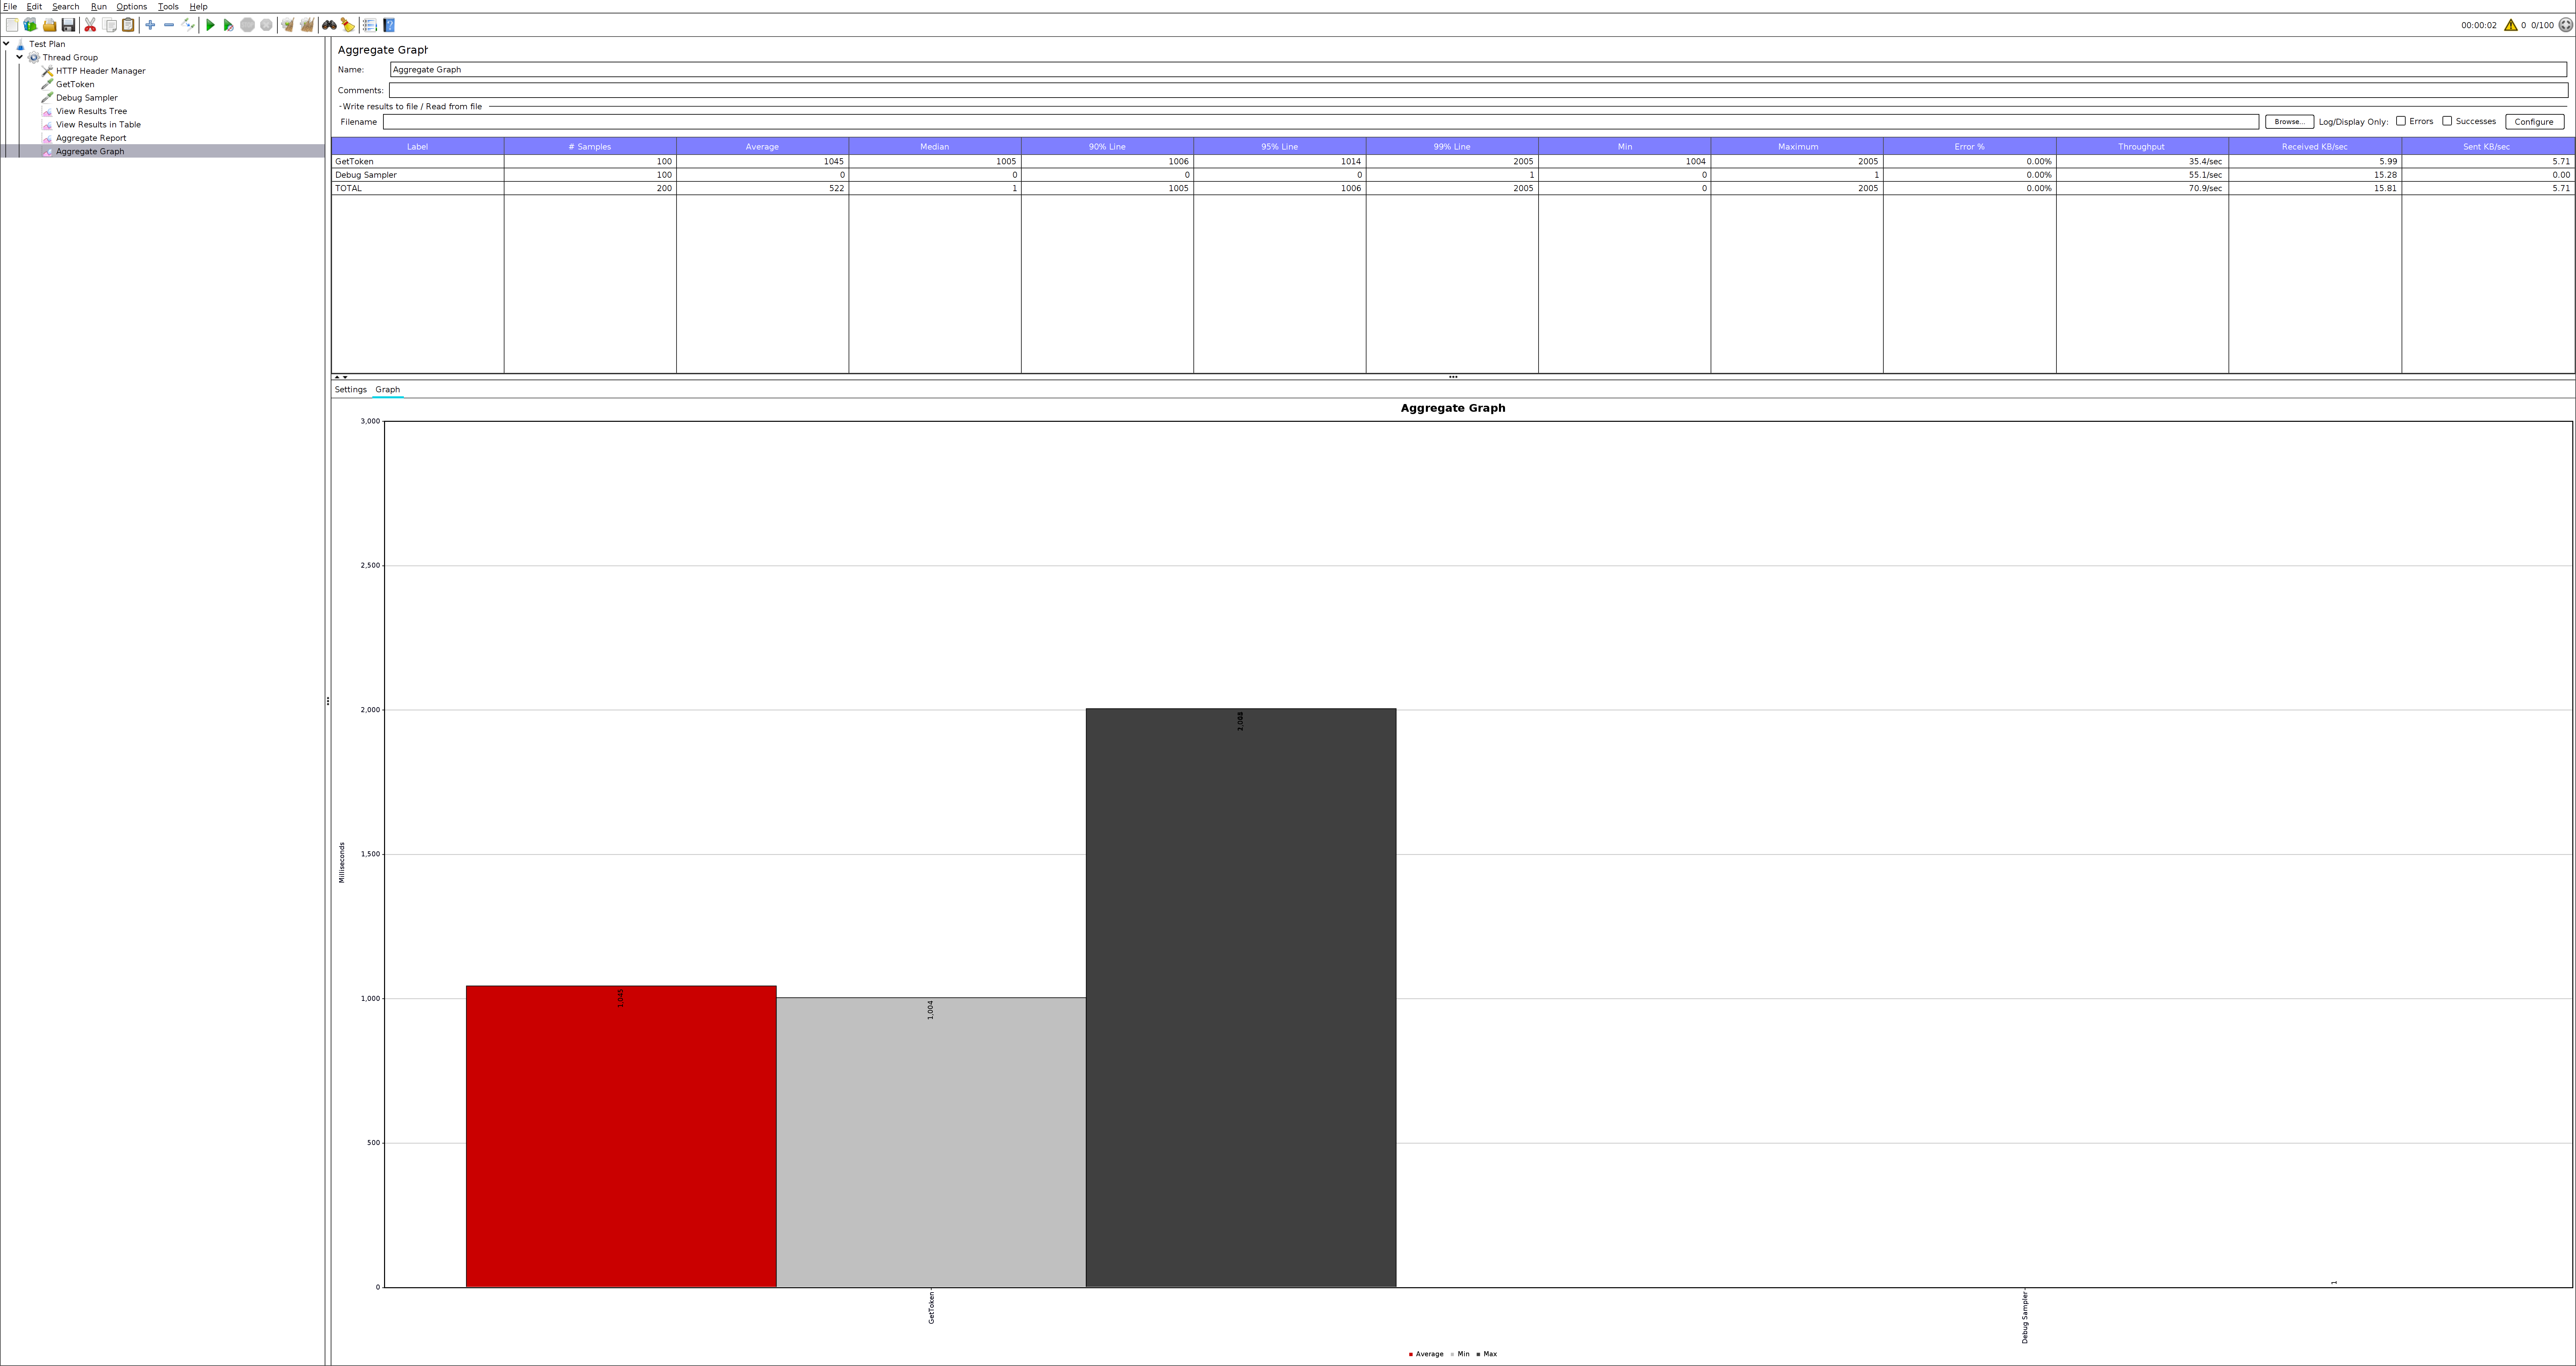 File Edit Search Run Options Tools Help
00:00:02 0 0/100
Test Plan
Thread Group
HTTP Header Manager
GetToken
Debug Sampler
View Results Tree
View Results in Table
Aggregate Report
Aggregate Graph
Aggregate Graph
Name: Aggregate Graph
Comments:
Write results to file / Read from file
Filename Browse... Log/Display Only: Errors Successes Configure
Label # Samples Average Median 90% Line 95% Line 99% Line Min Maximum Error % Throughput Received KB/sec Sent KB/sec
GetToken 100 1045 1005 1006 1014 2005 1004 2005 0.00% 35.4/sec 5.99 5.71
Debug Sampler 100 0 0 0 0 1 0 1 0.00% 55.1/sec 15.28 0.00
TOTAL 200 522 1 1005 1006 2005 0 2005 0.00% 70.9/sec 15.81 5.71
Settings Graph
Aggregate Graph
3,000
2,500
2,000
1,500
1,000
500
0
Milliseconds
1,045
1,004
1
GetToken
Debug Sampler
Average Min Max